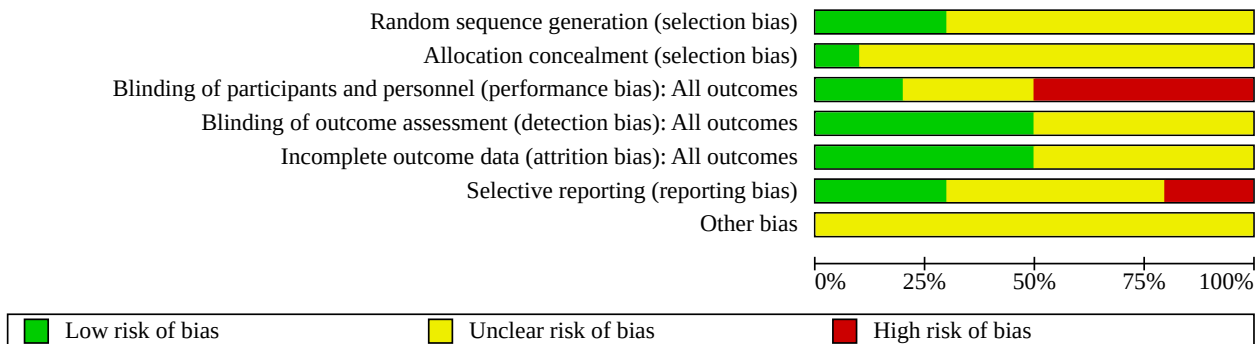 Random sequence generation (selection bias)
Allocation concealment (selection bias)
Blinding of participants and personnel (performance bias): All outcomes
Blinding of outcome assessment (detection bias): All outcomes
Incomplete outcome data (attrition bias): All outcomes
Selective reporting (reporting bias)
Other bias
0% 25% 50% 75% 100%
Low risk of bias Unclear risk of bias High risk of bias